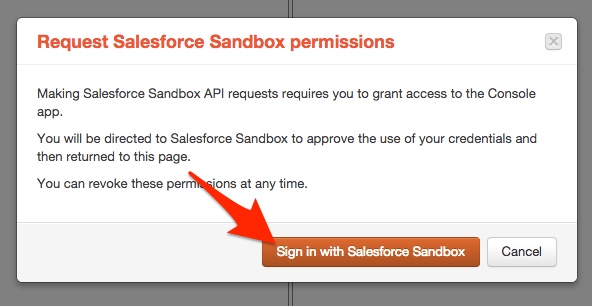 Request Salesforce Sandbox permissions
Making Salesforce Sandbox API requests requires you to grant access to the Console
app.
You will be directed to Salesforce Sandbox to approve the use of your credentials and
then returned to this page.
You can revoke these permissions at any time.
Sign in with Salesforce Sandbox
Cancel